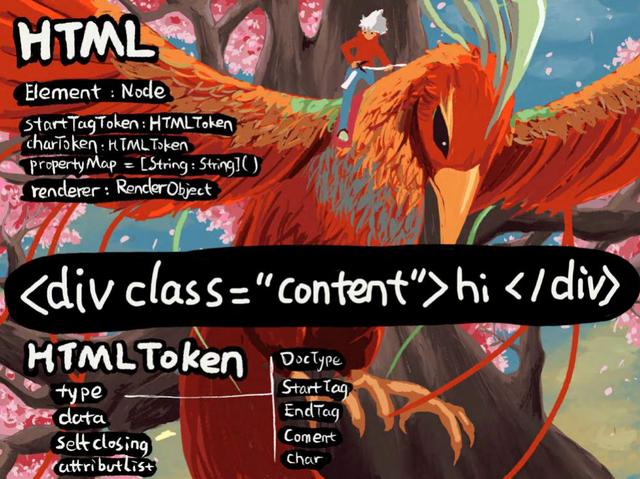 HTML
Element : Node
startTagToken : HTMLToken
charToken : HTMLToken
propertyMap = [String : String]()
renderer : RenderObject
<div class="content">hi </div>
HTMLToken
type
data
selfclosing
attributList
DocType
StartTag
EndTag
Coment
Char